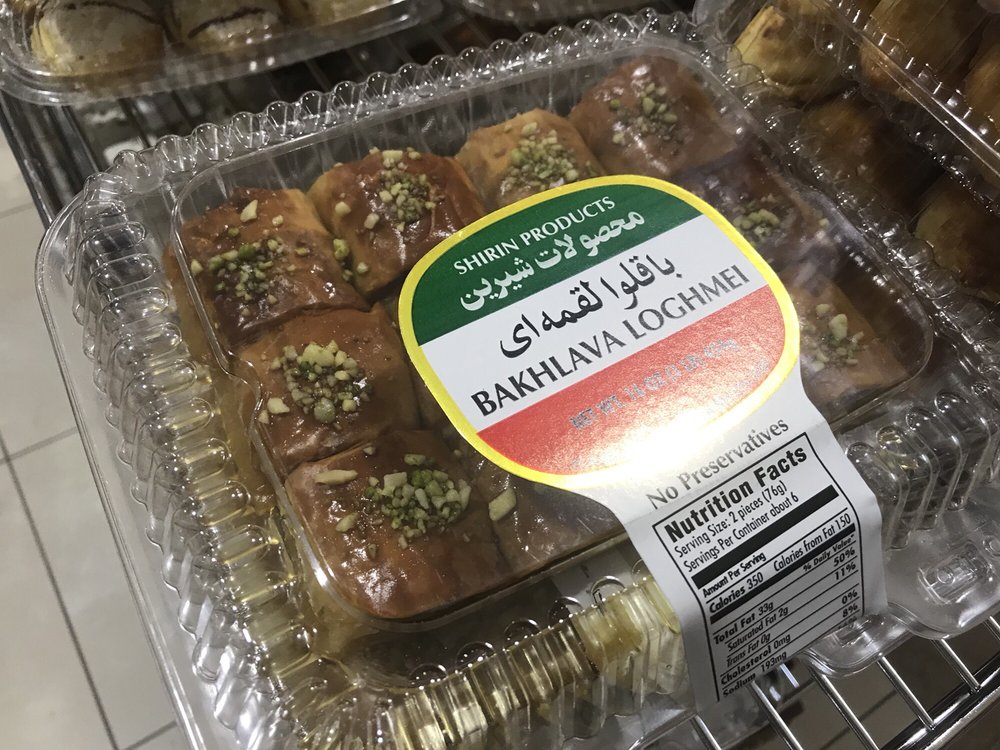 SHIRIN PRODUCTS
محصولات شیرین
باقلوا لقمه‌ای
BAKHLAVA LOGHMEI
No Preservatives
Nutrition Facts
Serving Size: 2 pieces (76g)
Servings Per Container about 6
Amount Per Serving
Calories 350 Calories from Fat 150
% Daily Value*
Total Fat 33g 50%
Saturated Fat 2g 11%
Trans Fat 0g
Cholesterol 0mg 0%
Sodium 193mg 8%